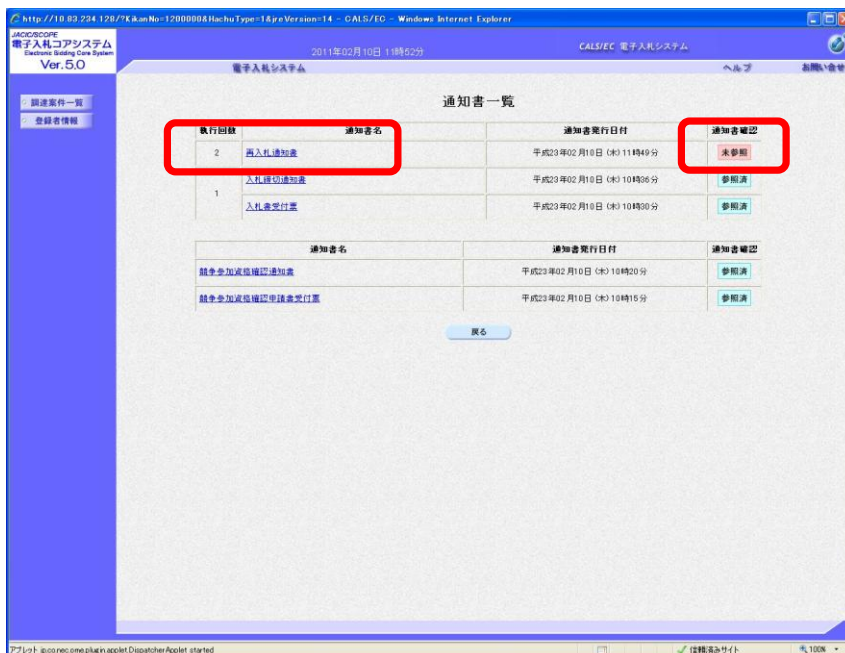 http://10.83.234.128/?KikanNo=1200000&HachuType=1&jreVersion=14 - CALS/EC - Windows Internet Explorer
JACIC/SCOPE
電子入札コアシステム
Electronic Bidding Core System
Ver.5.0
2011年02月10日 11時52分
CALS/EC 電子入札システム
電子入札システム
ヘルプ
お問い合せ
調達案件一覧
登録者情報
通知書一覧
執行回数 通知書名 通知書発行日付 通知書確認
2 再入札通知書 平成23年02月10日(木)11時49分 未参照
1
入札締切通知書 平成23年02月10日(木)10時36分 参照済
入札書受付票 平成23年02月10日(木)10時30分 参照済
通知書名 通知書発行日付 通知書確認
競争参加資格確認通知書 平成23年02月10日(木)10時20分 参照済
競争参加資格確認申請書受付票 平成23年02月10日(木)10時15分 参照済
戻る
アプレット jp.co.nec.ome.plugin.applet.DispatcherApplet started
信頼済みサイト
100%